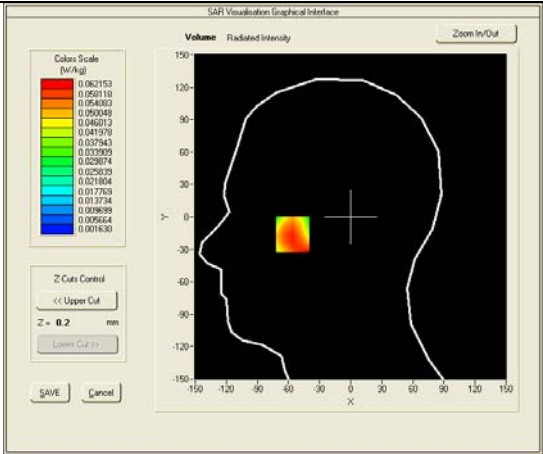 SAR Visualisation Graphical Interface
Volume Radiated Intensity
Zoom In/Out
Colors Scale
(W/kg)
0.062153
0.058118
0.054083
0.050048
0.046013
0.041978
0.037943
0.033909
0.029874
0.025839
0.021804
0.017769
0.013734
0.009699
0.005664
0.001630
Z-Cuts Control
<< Upper Cut
Z = 0.2 mm
Lower Cut >>
SAVE
Cancel
150
120
90
60
30
0
-30
-60
-90
-120
-150
Y
-150 -120 -90 -60 -30 0 30 60 90 120 150
X